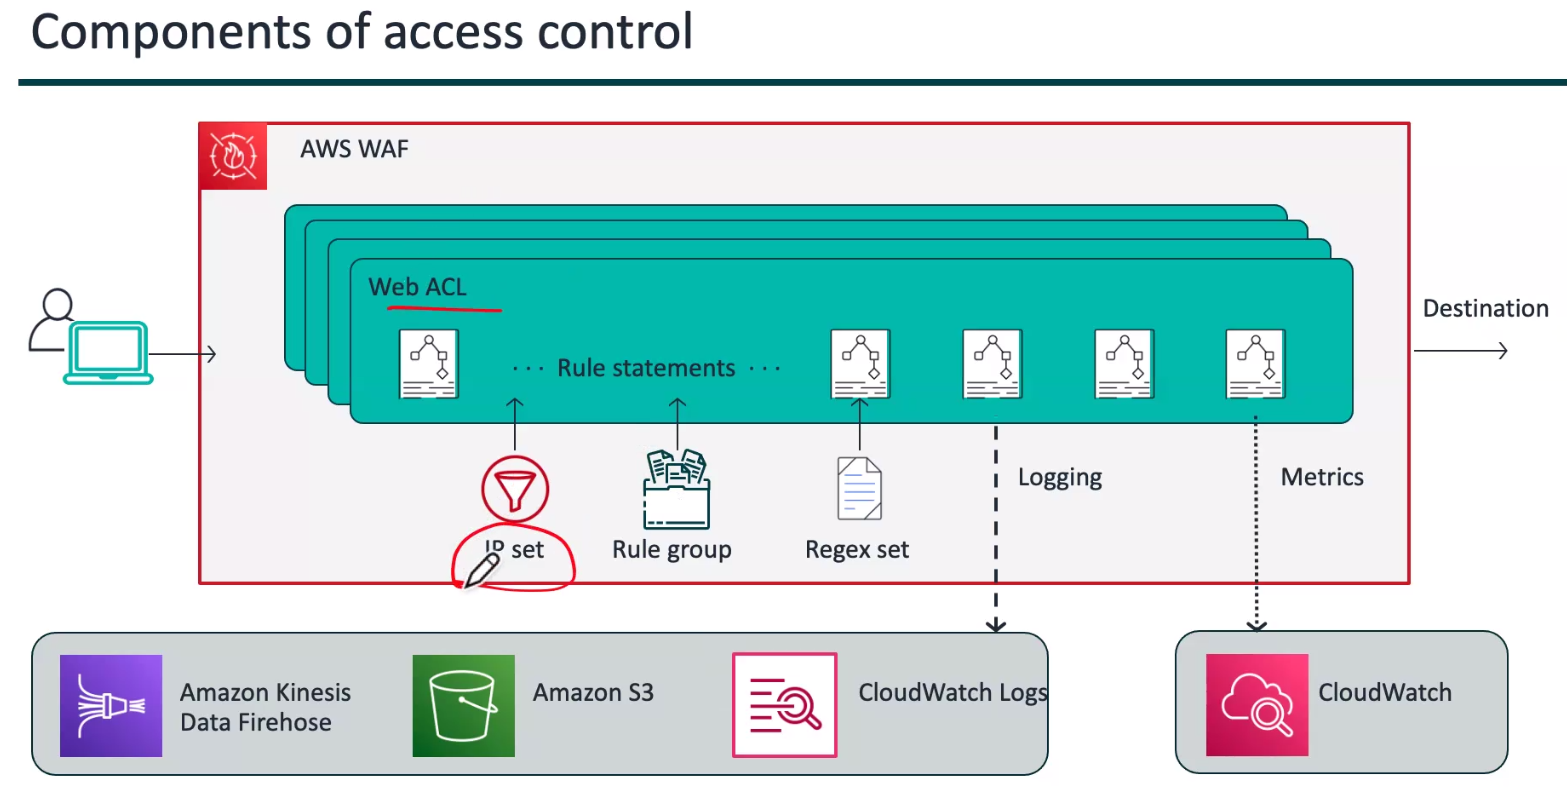 Components of access control
AWS WAF
Web ACL
Destination
··· Rule statements ···
Logging
Metrics
IP set
Rule group
Regex set
Amazon Kinesis
Data Firehose
Amazon S3
CloudWatch Logs
CloudWatch